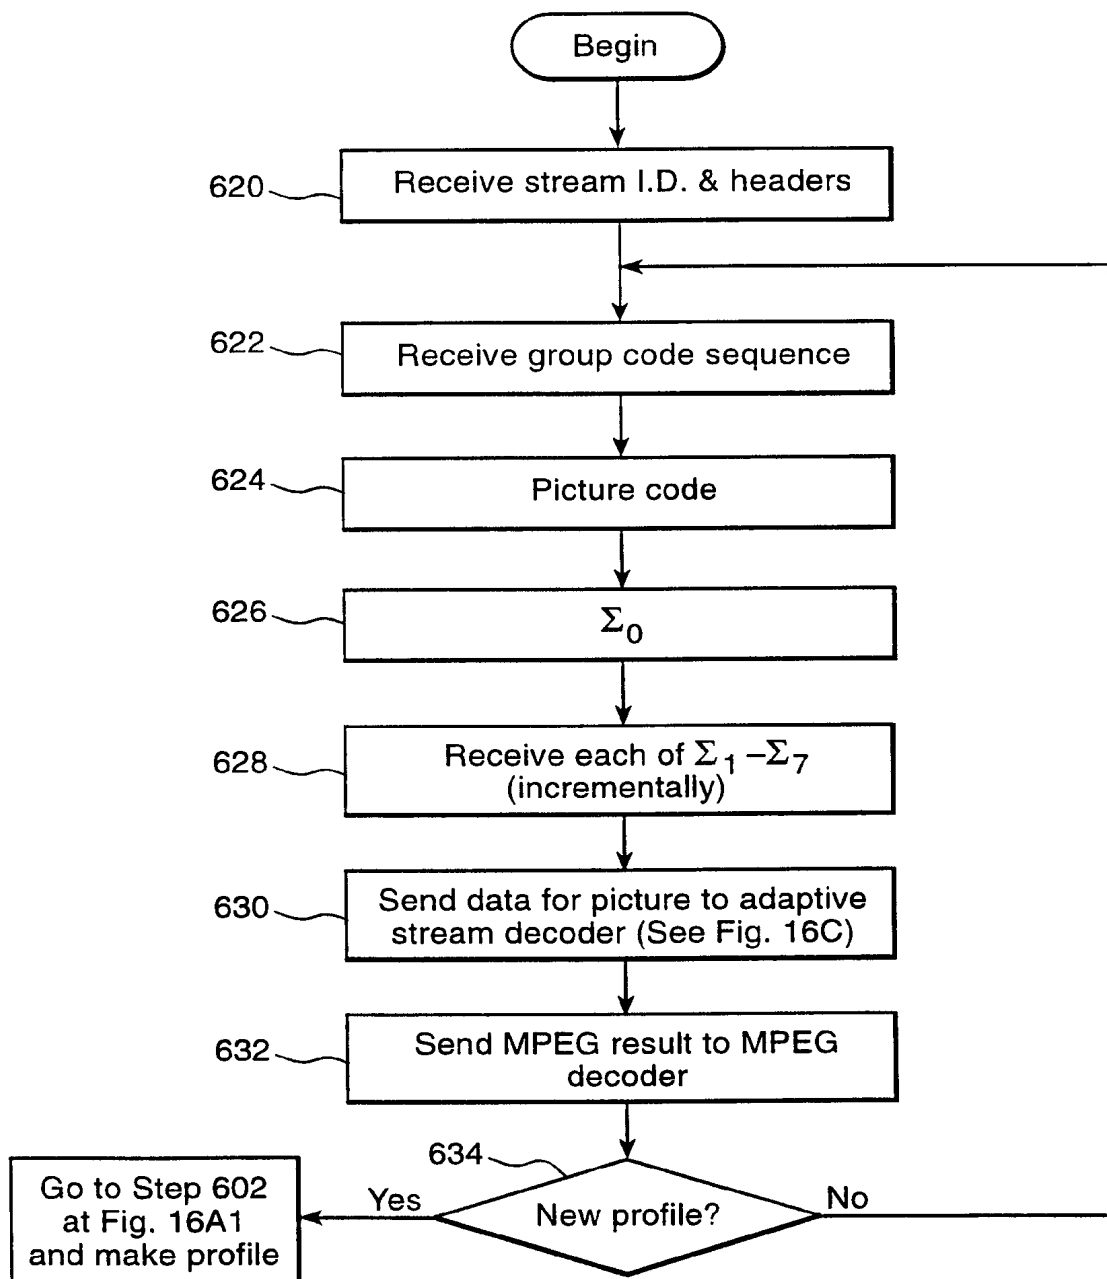 Begin
620
Receive stream I.D. & headers
622
Receive group code sequence
624
Picture code
626
Σ0
628
Receive each of Σ1 –Σ7
(incrementally)
630
Send data for picture to adaptive
stream decoder (See Fig. 16C)
632
Send MPEG result to MPEG
decoder
634
New profile?
Yes
No
Go to Step 602
at Fig. 16A1
and make profile